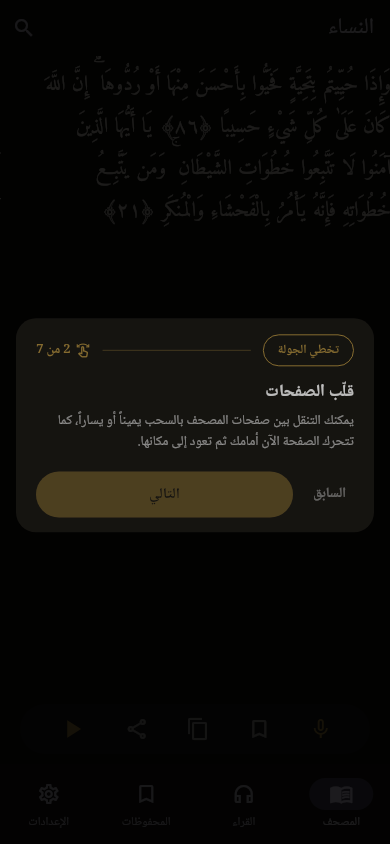 النساء
وَإِذَا حُيِّيتُم بِتَحِيَّةٍ فَحَيُّوا بِأَحْسَنَ مِنْهَا أَوْ رُدُّوهَا ۗ إِنَّ اللَّهَ
كَانَ عَلَىٰ كُلِّ شَيْءٍ حَسِيبًا ﴿٨٦﴾ يَا أَيُّهَا الَّذِينَ
آمَنُوا لَا تَتَّبِعُوا خُطُوَاتِ الشَّيْطَانِ ۚ وَمَن يَتَّبِعْ
خُطُوَاتِهِ فَإِنَّهُ يَأْمُرُ بِالْفَحْشَاءِ وَالْمُنكَرِ ﴿٢١﴾
تخطي الجولة
2 من 7
قلّب الصفحات
يمكنك التنقل بين صفحات المصحف بالسحب يميناً أو يساراً، كما
تتحرك الصفحة الآن أمامك ثم تعود إلى مكانها.
السابق
التالي
المصحف
القراء
المحفوظات
الإعدادات